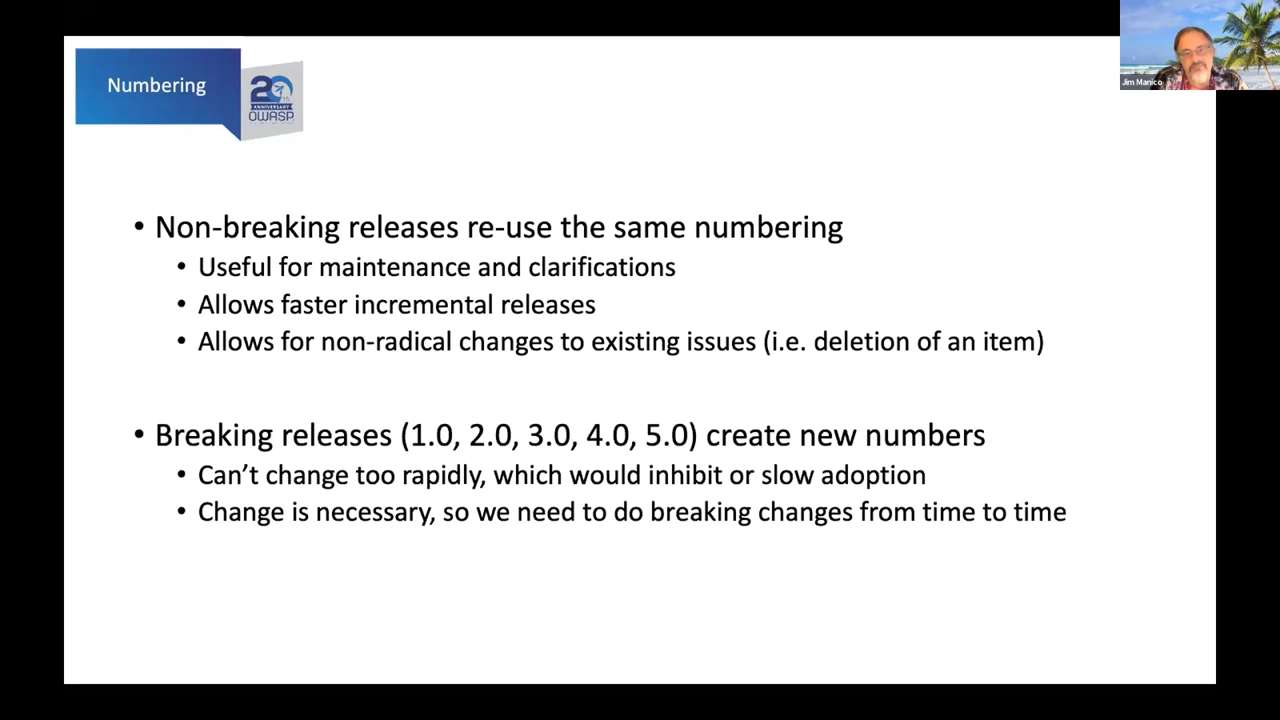 Jim Manico
Numbering
20
th
ANNIVERSARY
OWASP
• Non-breaking releases re-use the same numbering
• Useful for maintenance and clarifications
• Allows faster incremental releases
• Allows for non-radical changes to existing issues (i.e. deletion of an item)
• Breaking releases (1.0, 2.0, 3.0, 4.0, 5.0) create new numbers
• Can’t change too rapidly, which would inhibit or slow adoption
• Change is necessary, so we need to do breaking changes from time to time